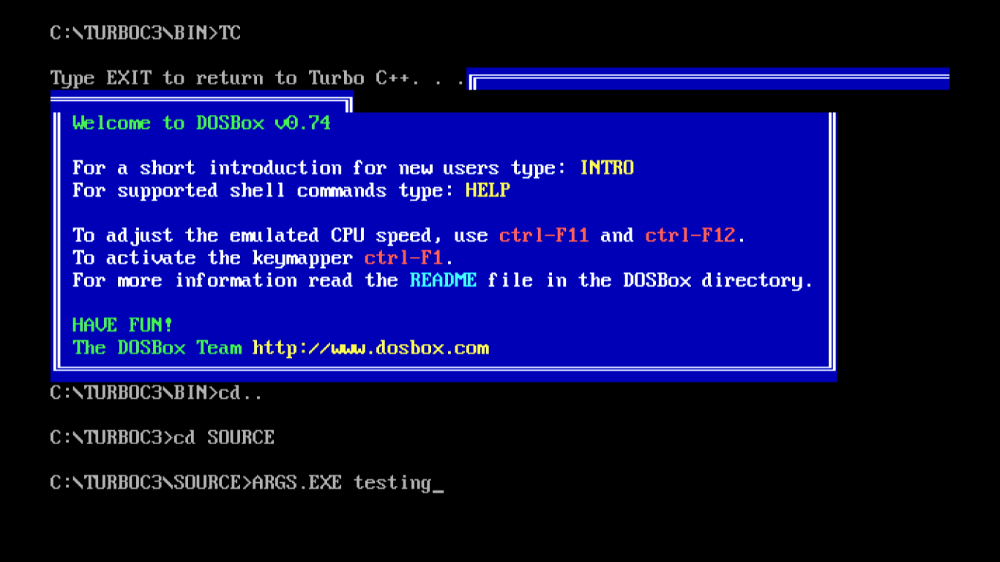 C:\TURBOC3\BIN>TC
Type EXIT to return to Turbo C++. . .
Welcome to DOSBox v0.74
For a short introduction for new users type: INTRO
For supported shell commands type: HELP
To adjust the emulated CPU speed, use ctrl-F11 and ctrl-F12.
To activate the keymapper ctrl-F1.
For more information read the README file in the DOSBox directory.
HAVE FUN!
The DOSBox Team http://www.dosbox.com
C:\TURBOC3\BIN>cd..
C:\TURBOC3>cd SOURCE
C:\TURBOC3\SOURCE>ARGS.EXE testing_